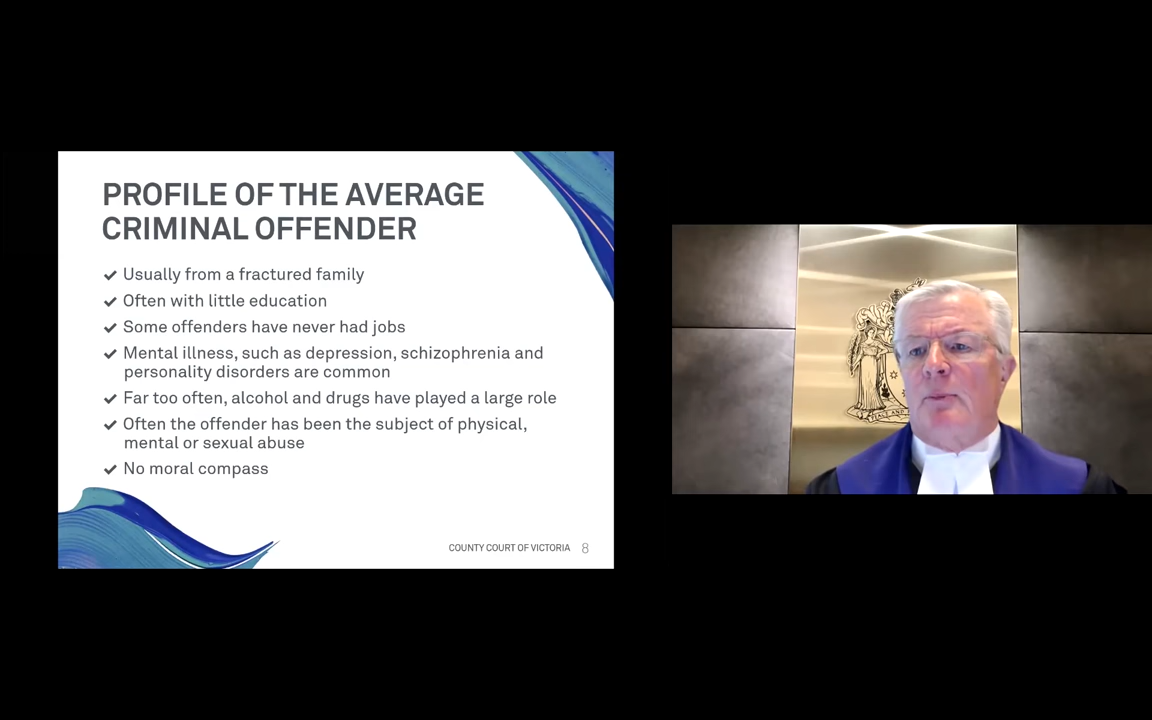 PROFILE OF THE AVERAGE
CRIMINAL OFFENDER
Usually from a fractured family
Often with little education
Some offenders have never had jobs
Mental illness, such as depression, schizophrenia and
personality disorders are common
Far too often, alcohol and drugs have played a large role
Often the offender has been the subject of physical,
mental or sexual abuse
No moral compass
COUNTY COURT OF VICTORIA 8